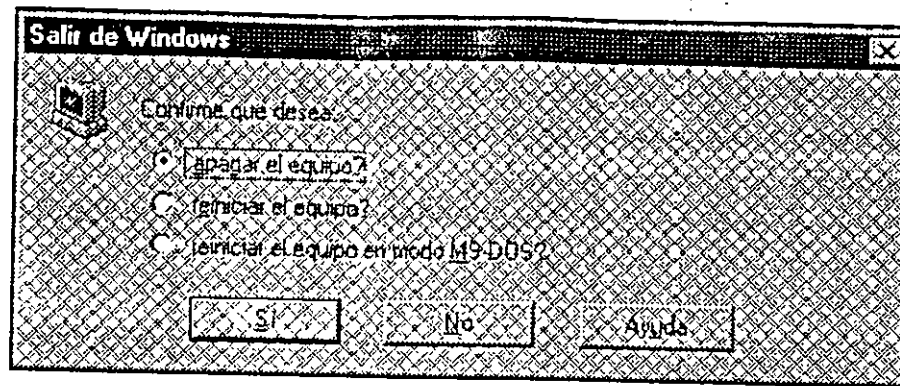 Salir de Windows
Confirme que desea:
¿apagar el equipo?
¿reiniciar el equipo?
¿reiniciar el equipo en modo MS-DOS?
Sí
No
Ayuda